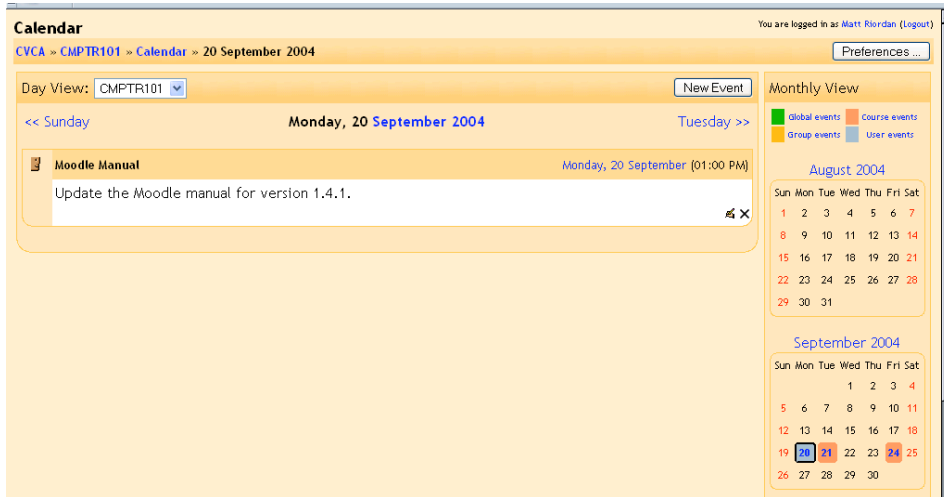 Calendar
You are logged in as Matt Riordan (Logout)
CVCA » CMPTR101 » Calendar » 20 September 2004
Preferences ...
Day View: CMPTR101
New Event
<< Sunday
Monday, 20 September 2004
Tuesday >>
Moodle Manual
Monday, 20 September (01:00 PM)
Update the Moodle manual for version 1.4.1.
Monthly View
Global events Course events
Group events User events
August 2004
Sun Mon Tue Wed Thu Fri Sat
1 2 3 4 5 6 7
8 9 10 11 12 13 14
15 16 17 18 19 20 21
22 23 24 25 26 27 28
29 30 31
September 2004
Sun Mon Tue Wed Thu Fri Sat
1 2 3 4
5 6 7 8 9 10 11
12 13 14 15 16 17 18
19 20 21 22 23 24 25
26 27 28 29 30